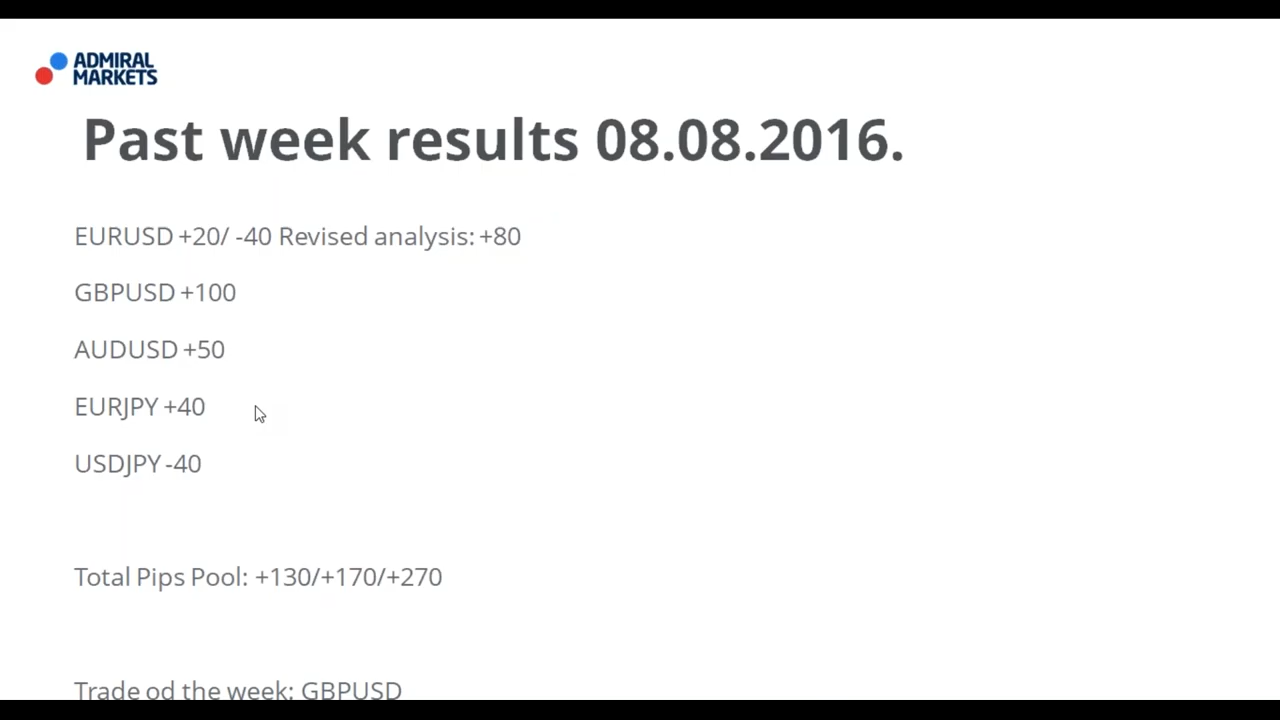 ADMIRAL
MARKETS
Past week results 08.08.2016.
EURUSD +20/ -40 Revised analysis: +80
GBPUSD +100
AUDUSD +50
EURJPY +40
USDJPY -40
Total Pips Pool: +130/+170/+270
Trade od the week: GBPUSD